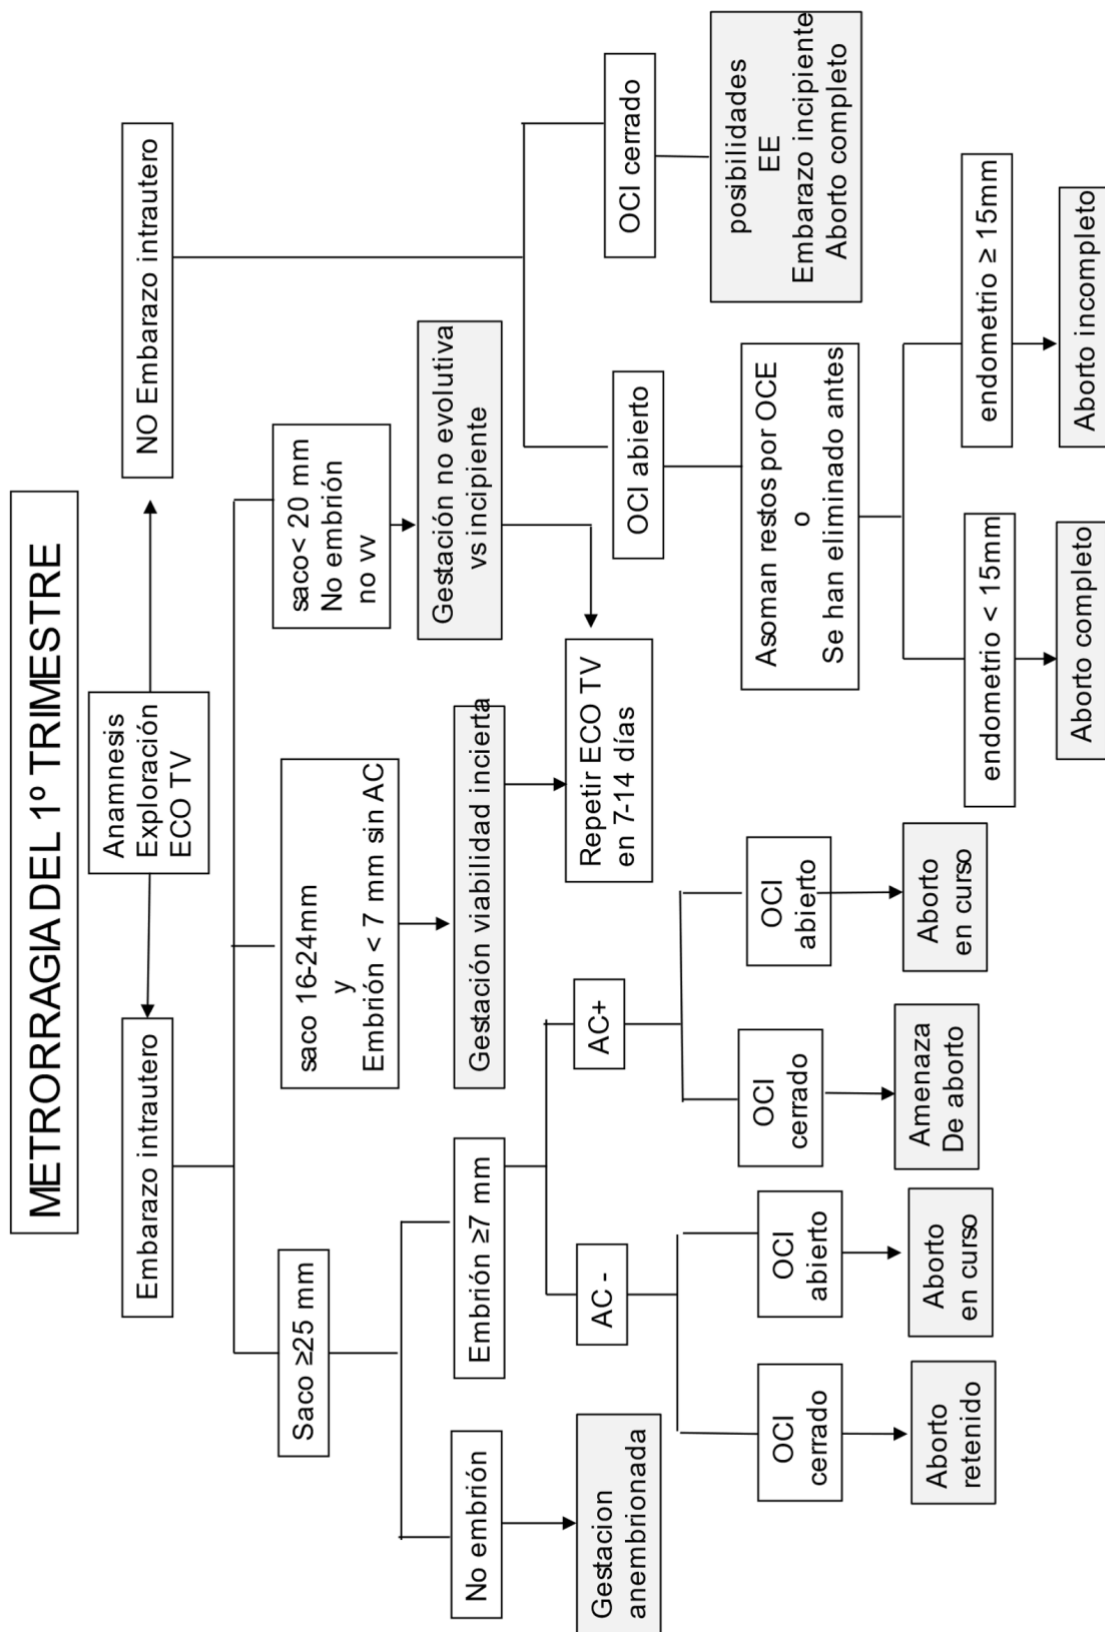 METRORRAGIA DEL 1º TRIMESTRE
Anamnesis
Exploración
ECO TV
Embarazo intrautero
NO Embarazo intrautero
Saco ≥25 mm
saco 16-24mm
y
Embrión < 7 mm sin AC
saco< 20 mm
No embrión
no vv
No embrión
Embrión ≥7 mm
Gestación viabilidad incierta
Gestación no evolutiva
vs incipiente
Gestacion
anembrionada
AC -
AC+
Repetir ECO TV
en 7-14 días
OCI cerrado
OCI abierto
OCI
cerrado
OCI
abierto
OCI
cerrado
OCI
abierto
Aborto
retenido
Aborto
en curso
Amenaza
De aborto
Aborto
en curso
OCI abierto
OCI cerrado
Asoman restos por OCE
o
Se han eliminado antes
posibilidades
EE
Embarazo incipiente
Aborto completo
endometrio < 15mm
endometrio ≥ 15mm
Aborto completo
Aborto incompleto